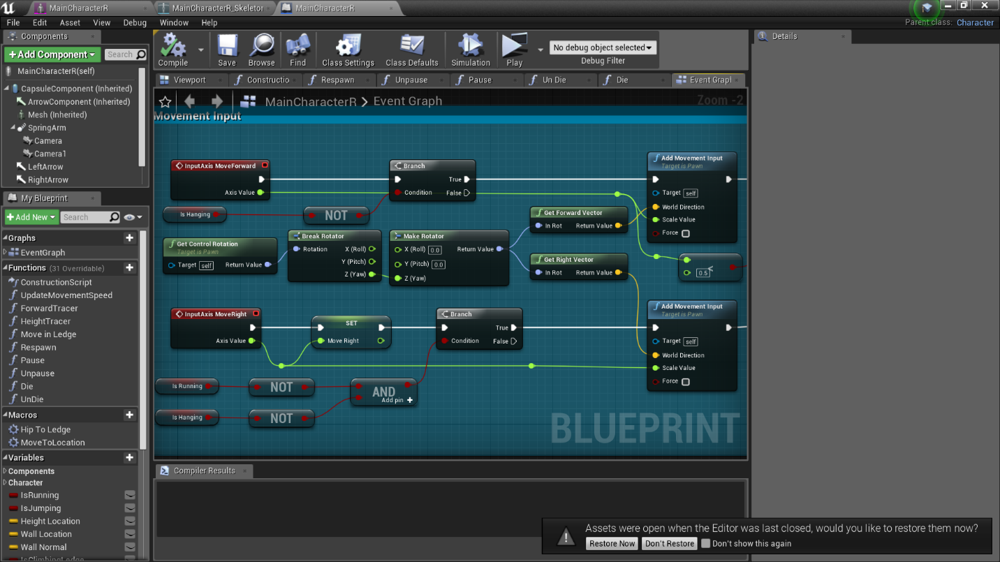 MainCharacterR
MainCharacterR_Skeleton
MainCharacterR
File Edit Asset View Debug Window Help
Parent class: Character
Components
+Add Component
Search
MainCharacterR(self)
CapsuleComponent (Inherited)
ArrowComponent (Inherited)
Mesh (Inherited)
SpringArm
Camera
Camera1
LeftArrow
RightArrow
My Blueprint
+Add New
Search
Graphs
EventGraph
Functions (31 Overridable)
ConstructionScript
UpdateMovementSpeed
ForwardTracer
HeightTracer
Move in Ledge
Respawn
Pause
Unpause
Die
UnDie
Macros
Hip To Ledge
MoveToLocation
Variables
Components
Character
IsRunning
IsJumping
Height Location
Wall Location
Wall Normal
IsClimbingLedge
Compile
Save
Browse
Find
Class Settings
Class Defaults
Simulation
Play
No debug object selected
Debug Filter
Viewport
Constructio
Respawn
Unpause
Pause
Un Die
Die
Event Grapl
MainCharacterR > Event Graph
Zoom -2
Movement Input
InputAxis MoveForward
Axis Value
Branch
True
Condition False
Add Movement Input
Target is Pawn
Target self
World Direction
Scale Value
Force
Is Hanging
NOT
Get Forward Vector
In Rot Return Value
Get Control Rotation
Target is Pawn
Target self Return Value
Break Rotator
Rotation X (Roll)
Y (Pitch)
Z (Yaw)
Make Rotator
X (Roll) 0.0 Return Value
Y (Pitch) 0.0
Z (Yaw)
Get Right Vector
In Rot Return Value
<
0.5
InputAxis MoveRight
Axis Value
SET
Move Right
Branch
True
Condition False
Add Movement Input
Target is Pawn
Target self
World Direction
Scale Value
Force
Is Running
NOT
AND
Add pin +
Is Hanging
NOT
BLUEPRINT
Compiler Results
Details
Assets were open when the Editor was last closed, would you like to restore them now?
Restore Now
Don't Restore
Don't show this again